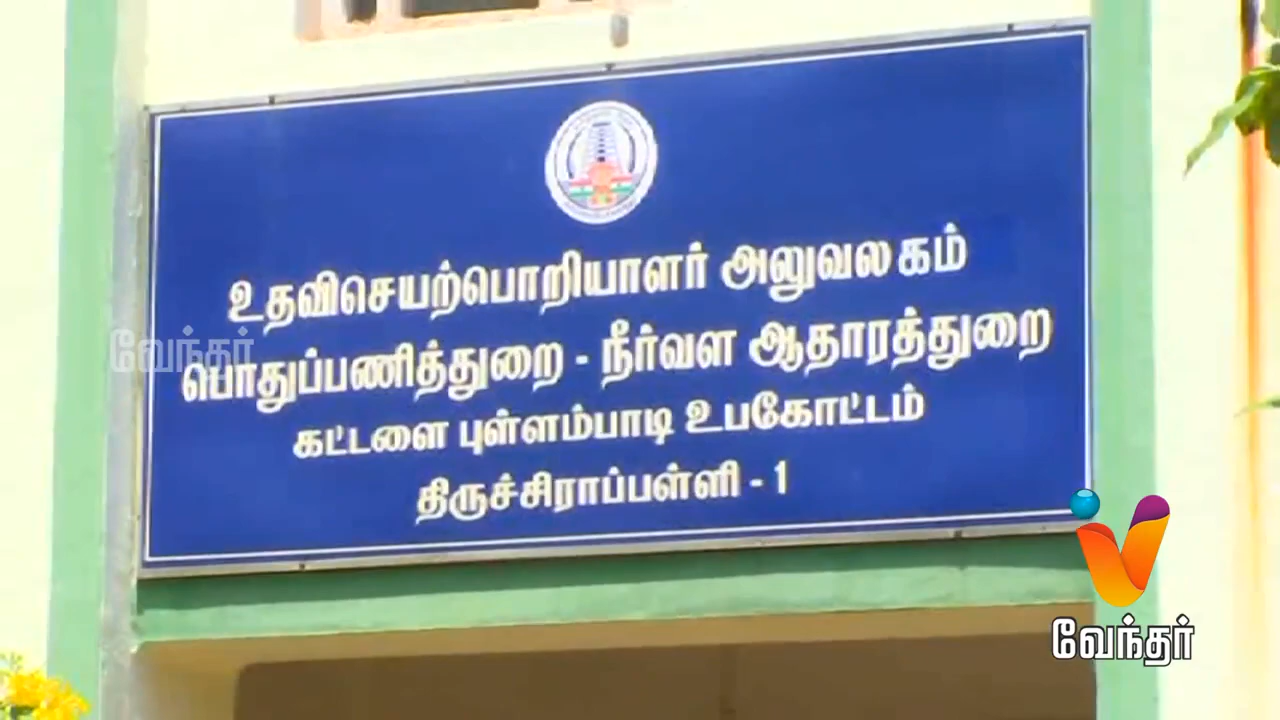 உதவிசெயற்பொறியாளர் அலுவலகம்
பொதுப்பணித்துறை - நீர்வள ஆதாரத்துறை
கட்டளை புள்ளம்பாடி உபகோட்டம்
திருச்சிராப்பள்ளி - 1
வேந்தர்
வேந்தர்